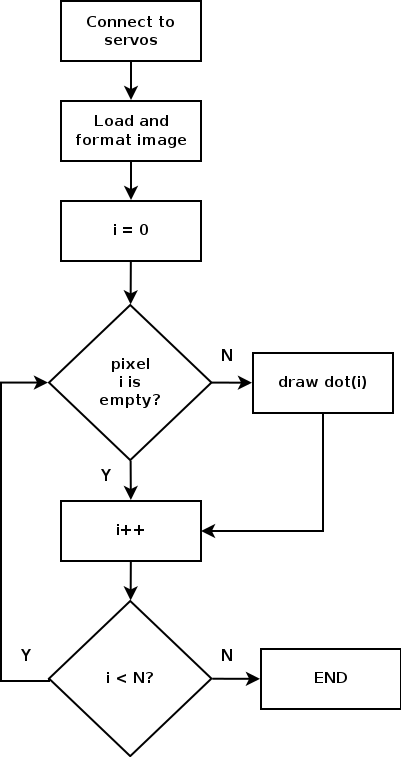 Connect to
servos
Load and
format image
i = 0
pixel
i is
empty?
N
draw dot(i)
Y
i++
i < N?
Y
N
END